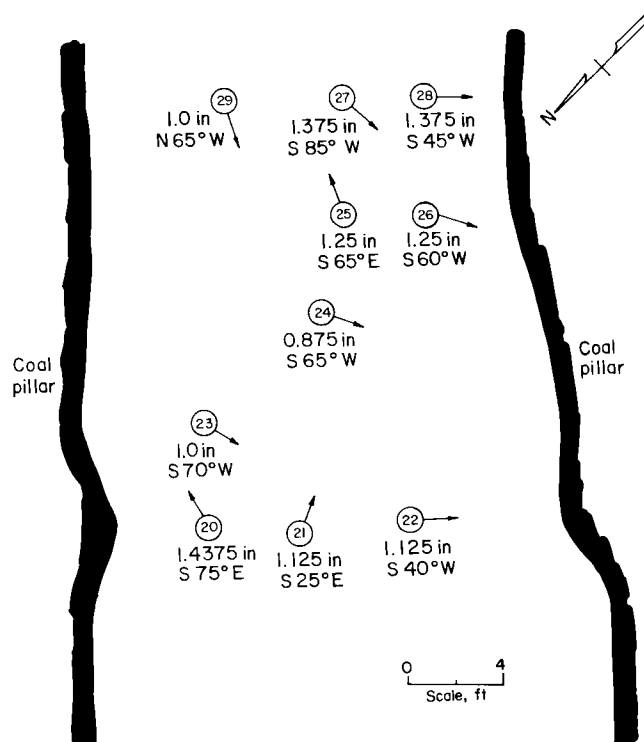 N
29
1.0 in
N 65° W
27
1.375 in
S 85° W
28
1.375 in
S 45° W
25
1.25 in
S 65° E
26
1.25 in
S 60° W
24
0.875 in
S 65° W
Coal
pillar
Coal
pillar
23
1.0 in
S 70° W
20
1.4375 in
S 75° E
21
1.125 in
S 25° E
22
1.125 in
S 40° W
0 4
Scale, ft